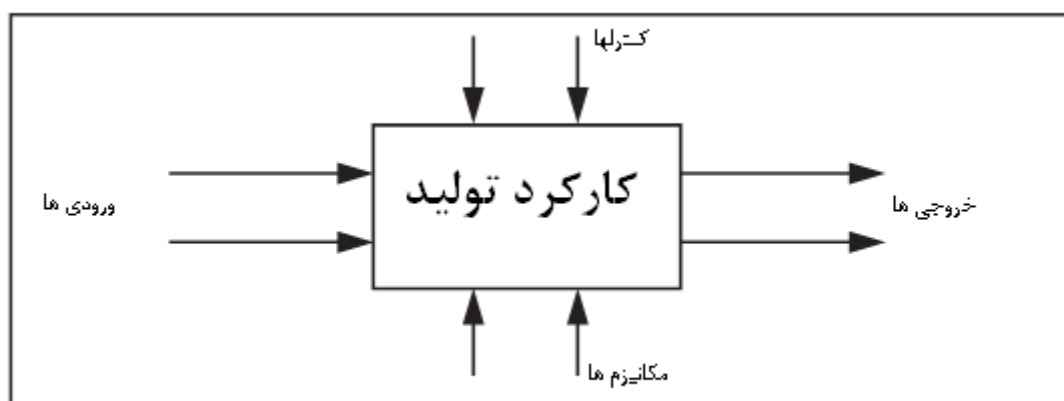 کنترلها
کارکرد تولید
ورودی ها
خروجی ها
مکانیزم ها